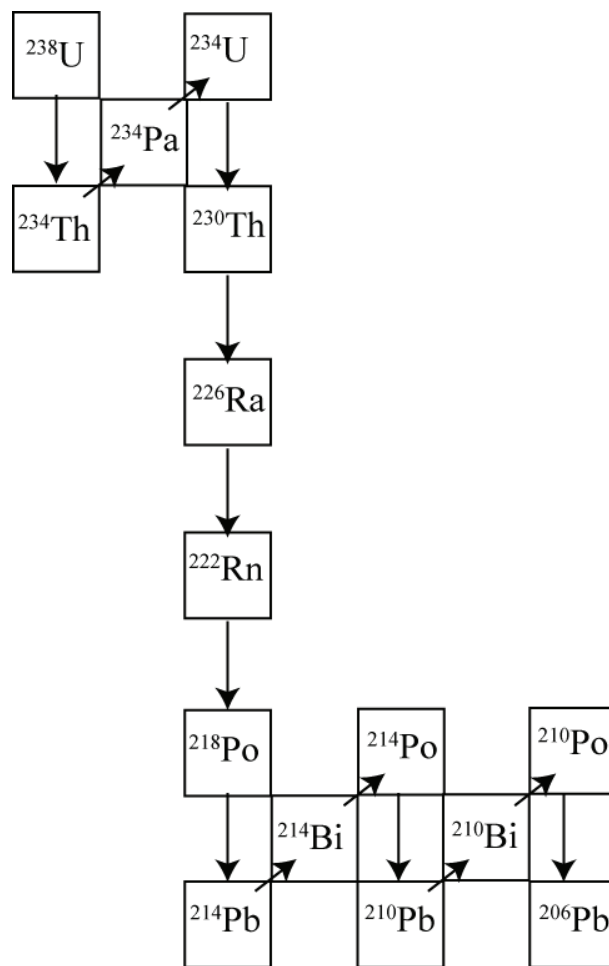 ²³⁸U ²³⁴U
²³⁴Pa
²³⁴Th ²³⁰Th
²²⁶Ra
²²²Rn
²¹⁸Po ²¹⁴Po ²¹⁰Po
²¹⁴Bi ²¹⁰Bi
²¹⁴Pb ²¹⁰Pb ²⁰⁶Pb